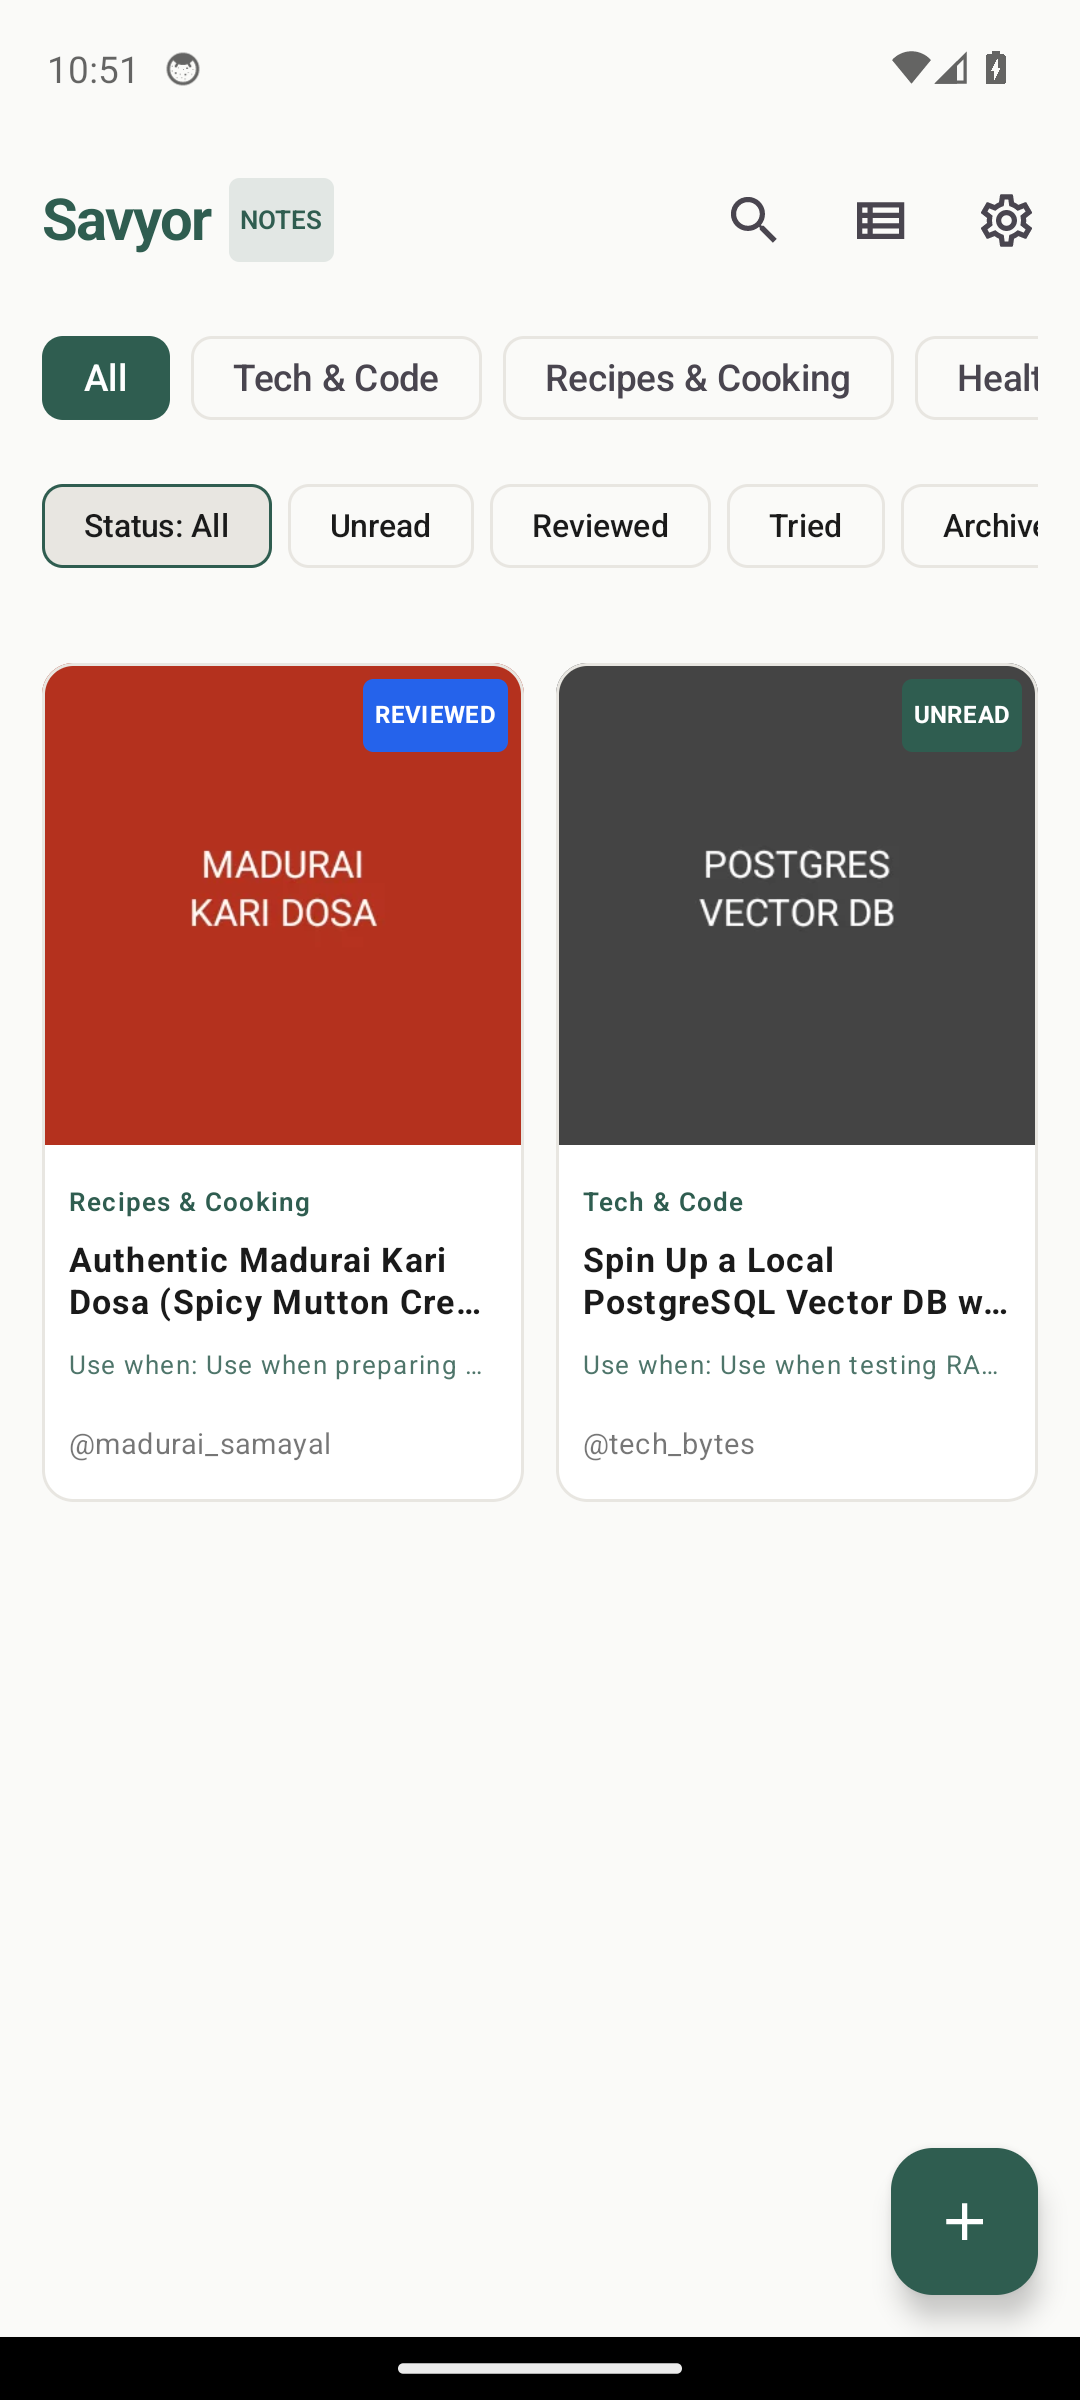 10:51
Savyor NOTES
All Tech & Code Recipes & Cooking Healt
Status: All Unread Reviewed Tried Archive
REVIEWED
MADURAI
KARI DOSA
Recipes & Cooking
Authentic Madurai Kari
Dosa (Spicy Mutton Cre…
Use when: Use when preparing …
@madurai_samayal
UNREAD
POSTGRES
VECTOR DB
Tech & Code
Spin Up a Local
PostgreSQL Vector DB w…
Use when: Use when testing RA…
@tech_bytes